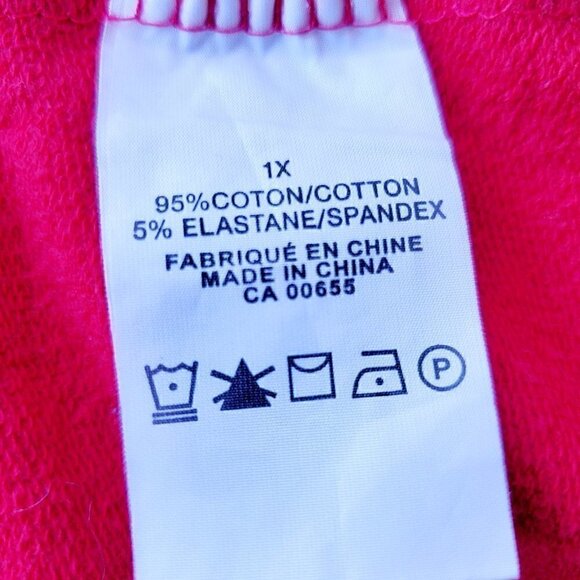 1X
95%COTON/COTTON
5% ELASTANE/SPANDEX
FABRIQUÉ EN CHINE
MADE IN CHINA
CA 00655
P